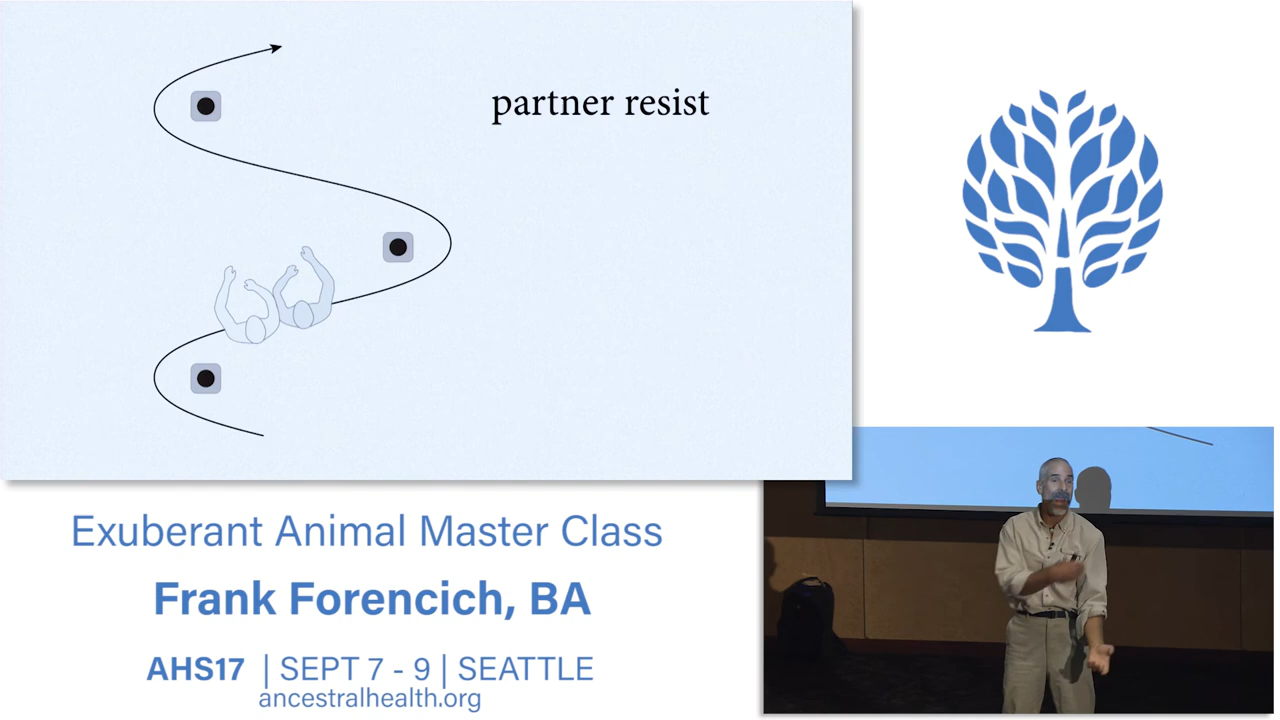 partner resist
Exuberant Animal Master Class
Frank Forencich, BA
AHS17 | SEPT 7 - 9 | SEATTLE
ancestralhealth.org